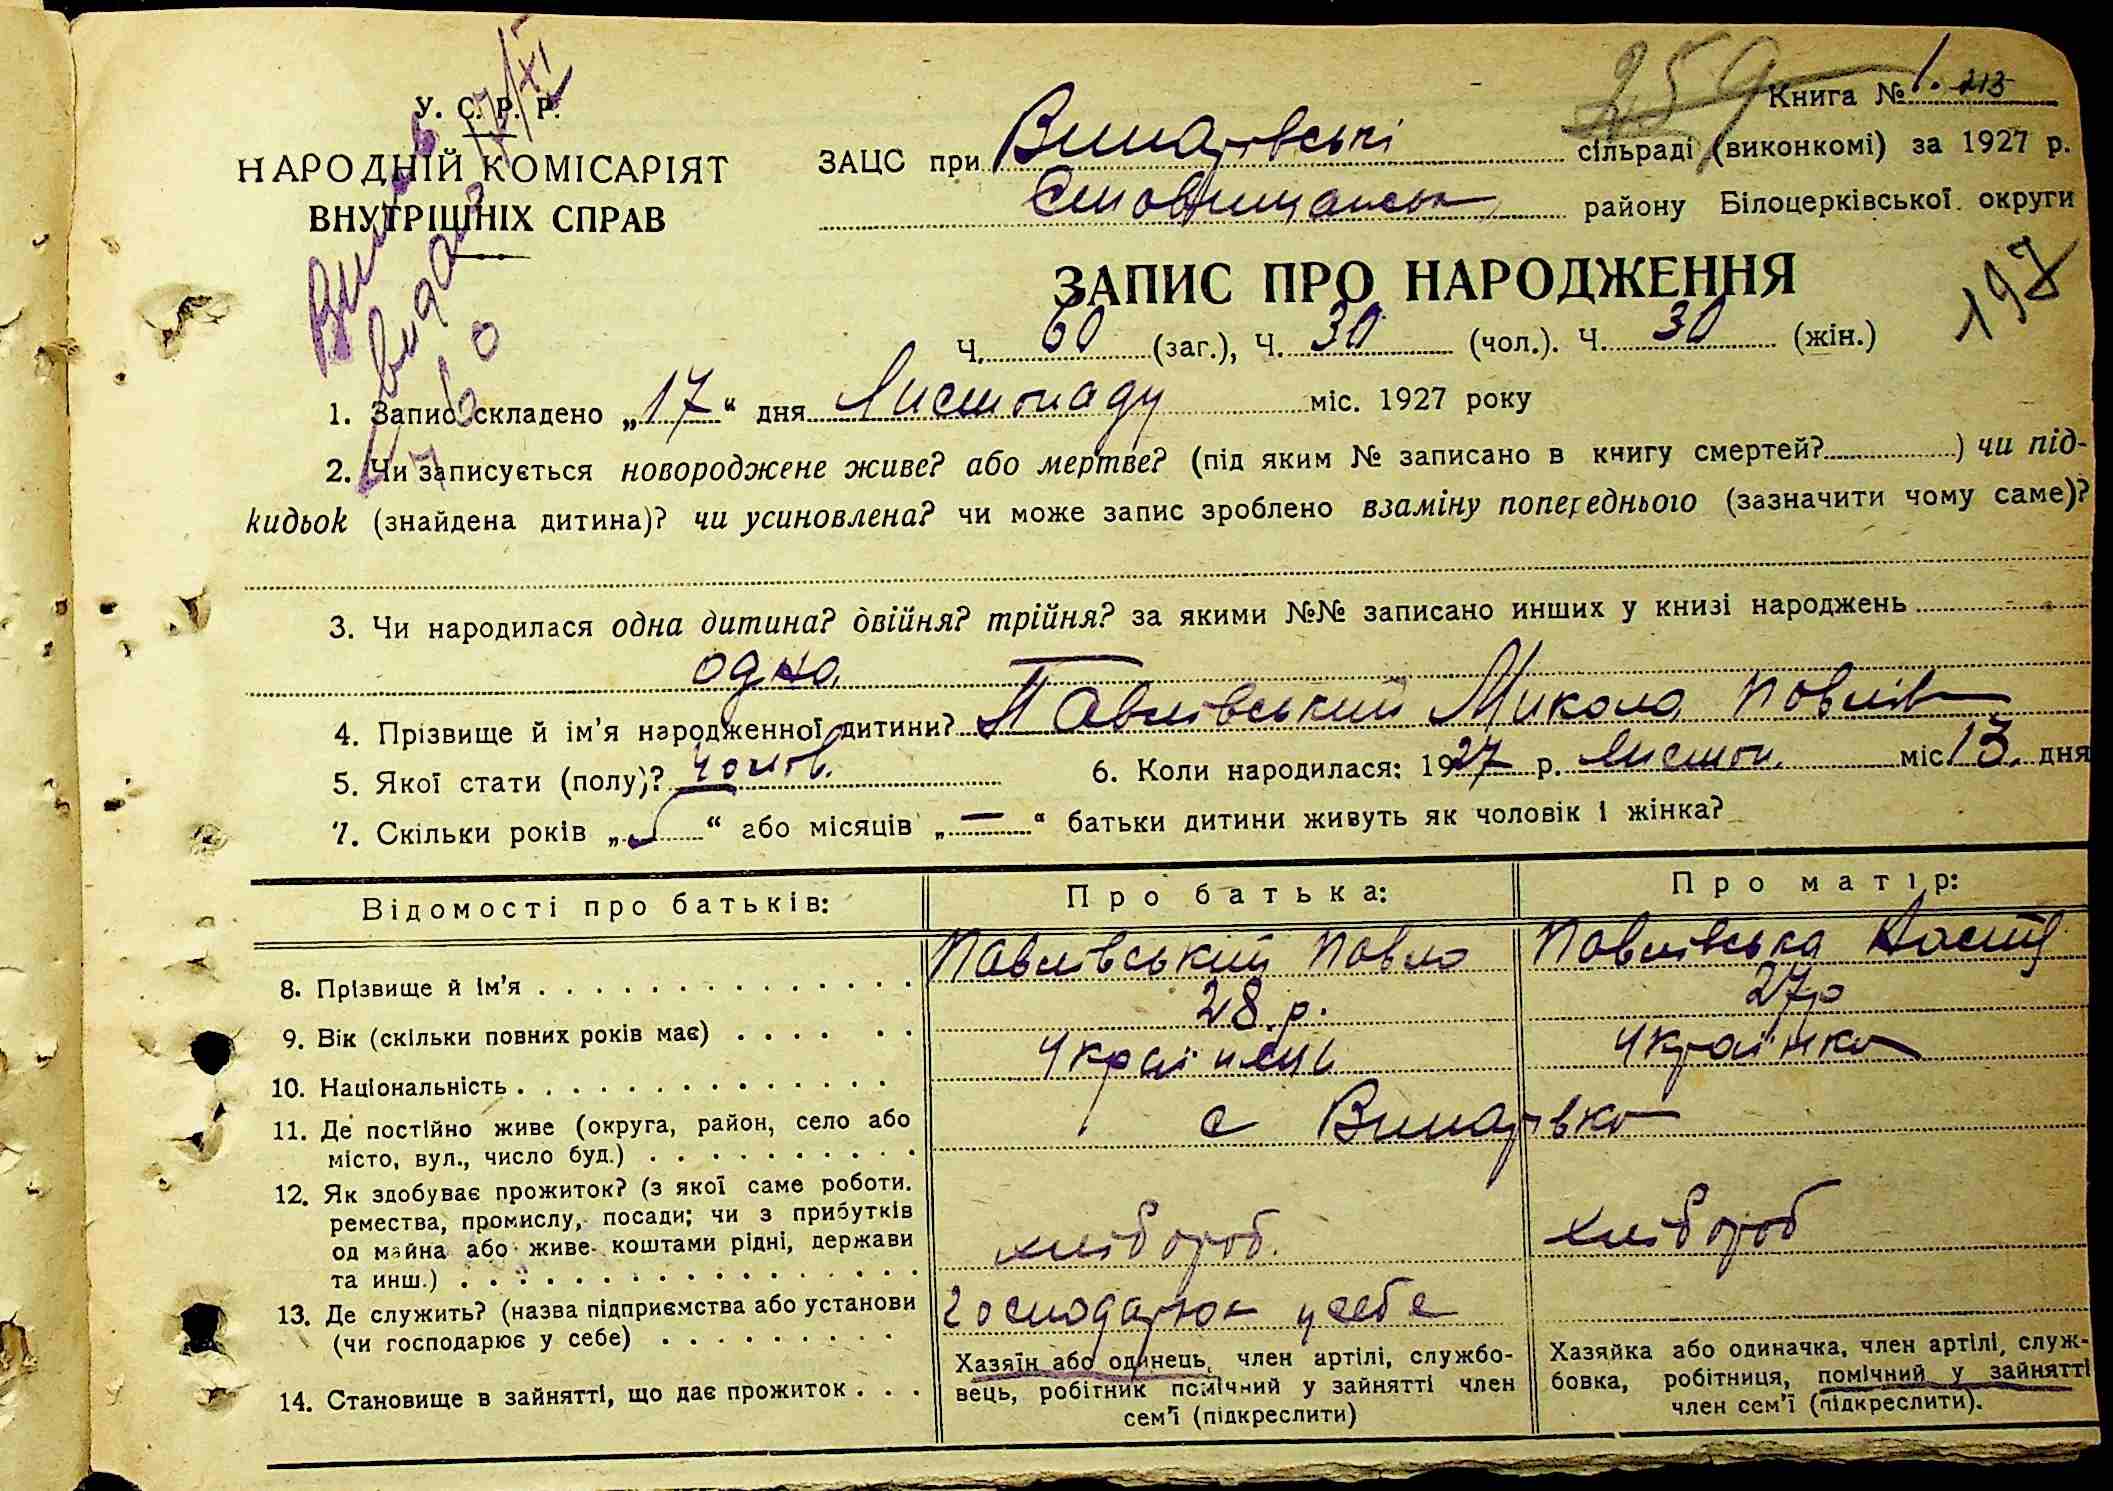 259
Книга № 1. 213
У. С. Р. Р.
НАРОДНІЙ КОМІСАРІЯТ
ВНУТРІШНІХ СПРАВ
ЗАЦС при Винарівські сільраді (виконкомі) за 1927 р.
Ставищанськ району Білоцерківської округи
ЗАПИС ПРО НАРОДЖЕННЯ
197
Ч. 60 (заг.), Ч. 30 (чол.). Ч. 30 (жін.)
1. Запис складено „17“ дня Листопаду міс. 1927 року
2. Чи записується новороджене живе? або мертве? (під яким № записано в книгу смертей? ) чи під-
кидьок (знайдена дитина)? чи усиновлена? чи може запис зроблено взаміну попереднього (зазначити чому саме)?
3. Чи народилася одна дитина? двійня? трійня? за якими №№ записано инших у книзі народжень
одна
4. Прізвище й ім'я народженної дитини? Павлівський Микола Павлів
5. Якої стати (полу)? чолов. 6. Коли народилася: 1927 р. листоп. міс 13. дня
7. Скільки років „5“ або місяців „—“ батьки дитини живуть як чоловік і жінка?
Відомості про батьків: Про батька: Про матір:
8. Прізвище й ім'я Павлівський Павло Павлівська Настя
9. Вік (скільки повних років має) 28 р. 27 р
10. Національність українець українка
11. Де постійно живе (округа, район, село або
місто, вул., число буд.) с Винарівка
12. Як здобуває прожиток? (з якої саме роботи.
ремества, промислу, посади; чи з прибутків
од майна або живе коштами рідні, держави
та инш.) хлібороб. хлібороб
13. Де служить? (назва підприємства або установи
(чи господарює у себе) господарює у себе
14. Становище в зайнятті, що дає прожиток
Хазяїн або одинець, член артілі, службо-
вець, робітник помічний у зайнятті член
сем'ї (підкреслити)
Хазяйка або одиначка, член артілі, служ-
бовка, робітниця, помічний у зайнятті
член сем'ї (підкреслити).